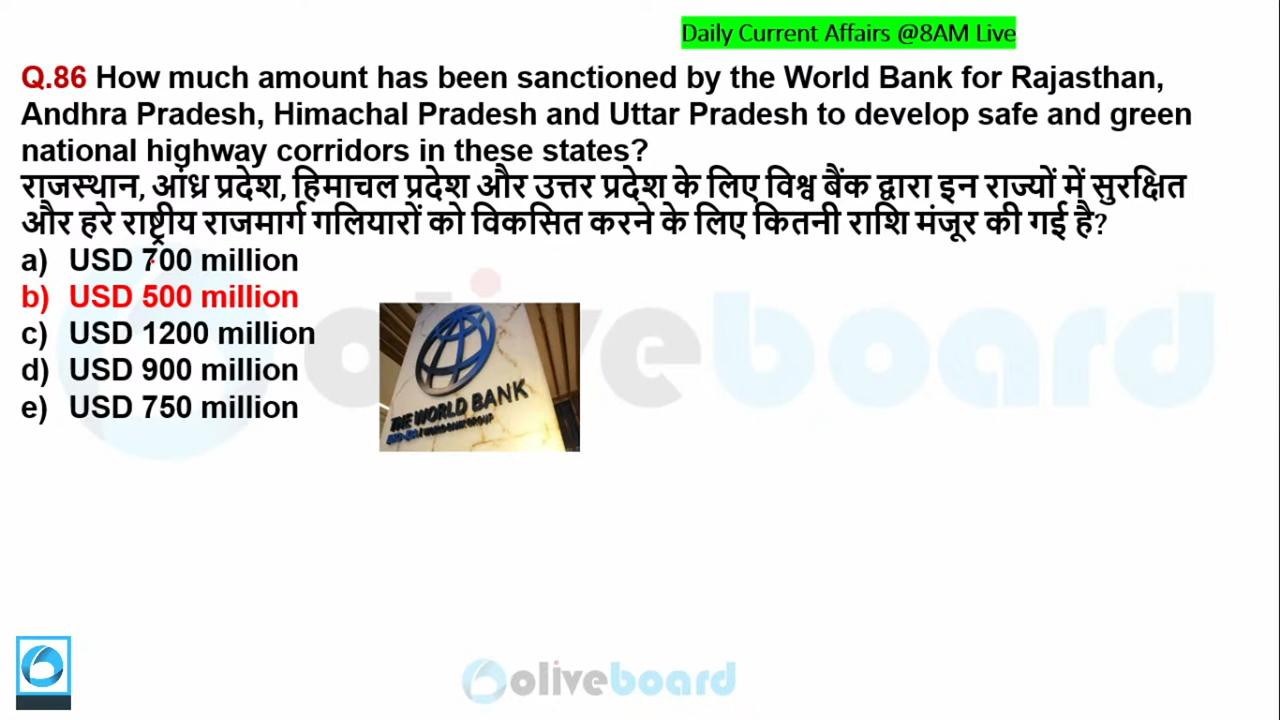 Daily Current Affairs @8AM Live
Q.86 How much amount has been sanctioned by the World Bank for Rajasthan,
Andhra Pradesh, Himachal Pradesh and Uttar Pradesh to develop safe and green
national highway corridors in these states?
राजस्थान, आंध्र प्रदेश, हिमाचल प्रदेश और उत्तर प्रदेश के लिए विश्व बैंक द्वारा इन राज्यों में सुरक्षित
और हरे राष्ट्रीय राजमार्ग गलियारों को विकसित करने के लिए कितनी राशि मंजूर की गई है?
a) USD 700 million
b) USD 500 million
c) USD 1200 million
d) USD 900 million
e) USD 750 million
THE WORLD BANK
oliveboard
oliveboard